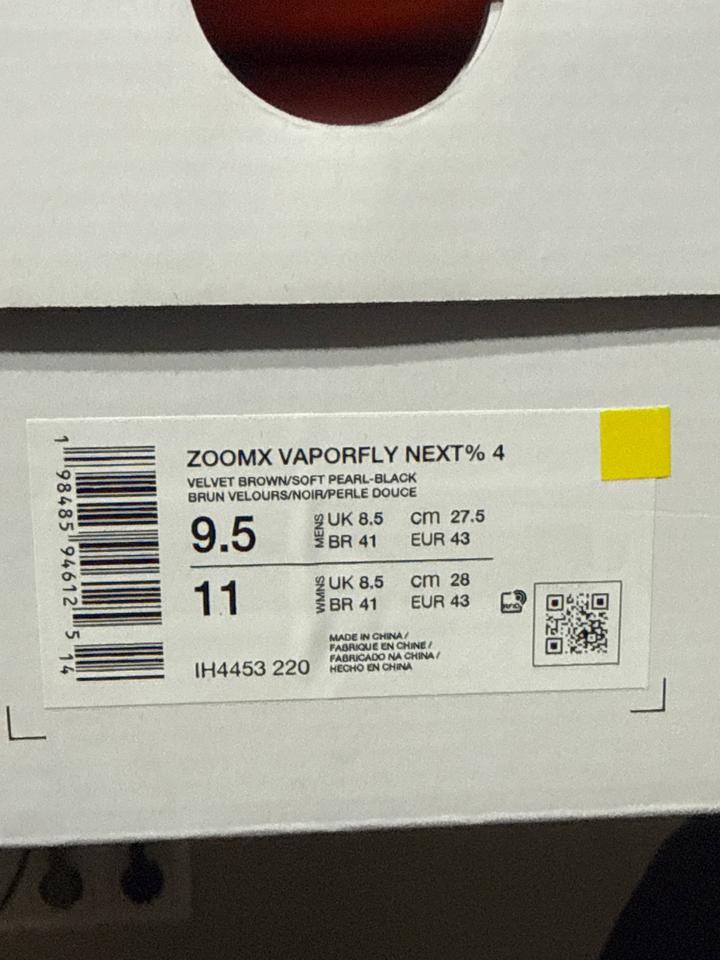 ZOOMX VAPORFLY NEXT% 4
VELVET BROWN/SOFT PEARL-BLACK
BRUN VELOURS/NOIR/PERLE DOUCE
9.5 MENS UK 8.5 cm 27.5
BR 41 EUR 43
11 WMNS UK 8.5 cm 28
BR 41 EUR 43
MADE IN CHINA /
FABRIQUE EN CHINE /
FABRICADO NA CHINA /
HECHO EN CHINA
IH4453 220
1 98485 94612 5 14